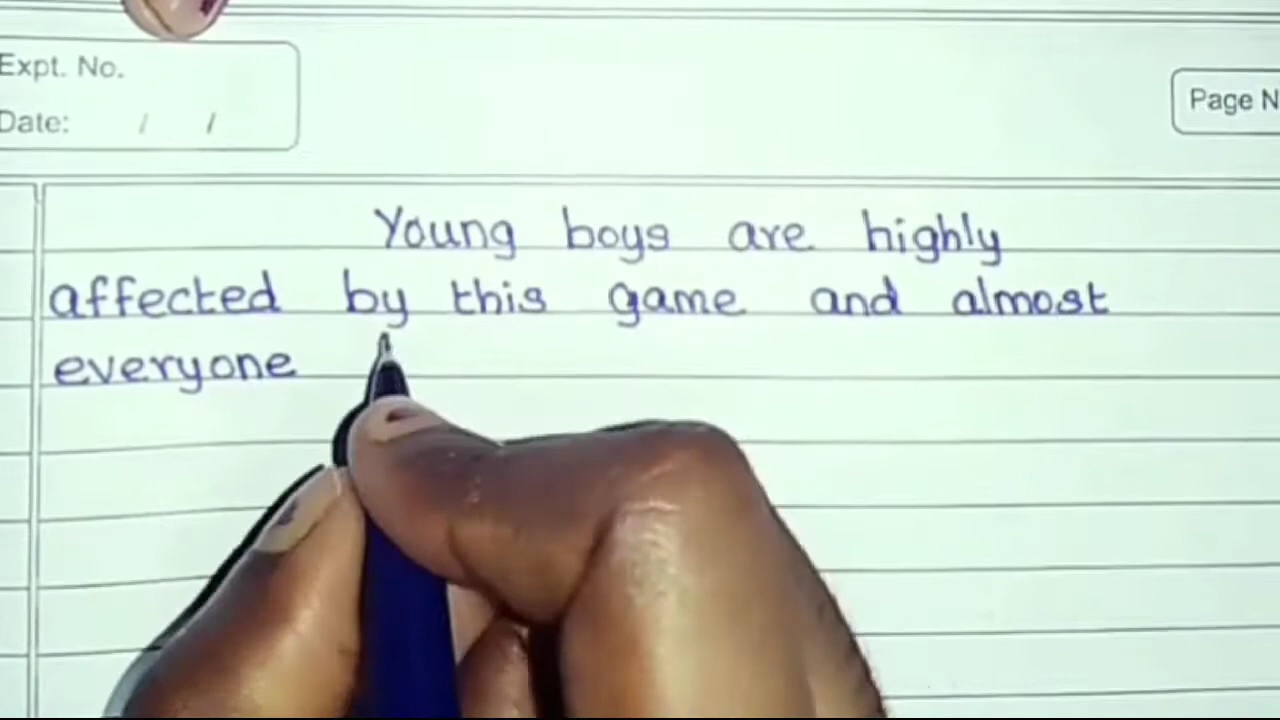 Expt. No.
Date: / /
Page N
Young boys are highly
affected by this game and almost
everyone